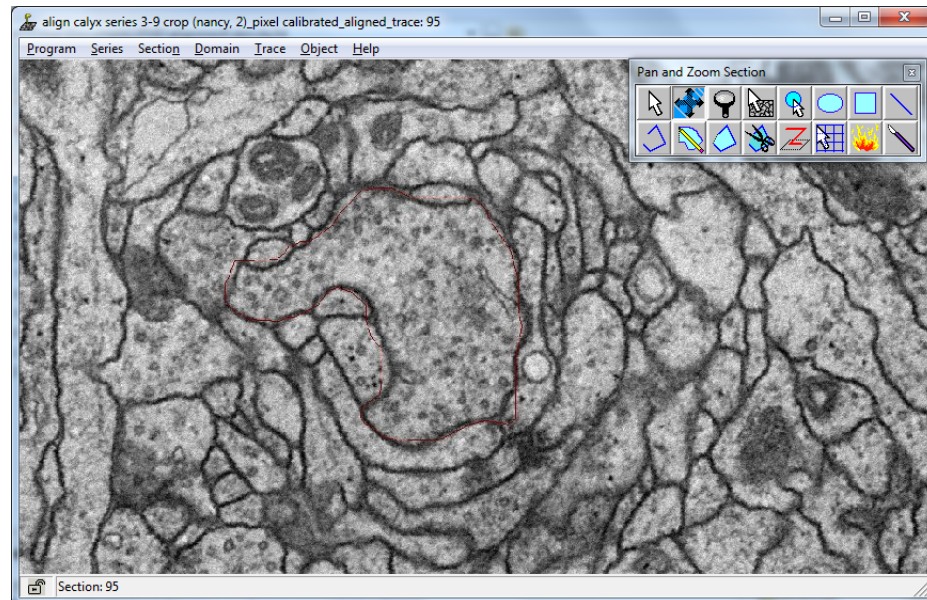 align calyx series 3-9 crop (nancy, 2)_pixel calibrated_aligned_trace: 95
Program Series Section Domain Trace Object Help
Pan and Zoom Section
Section: 95